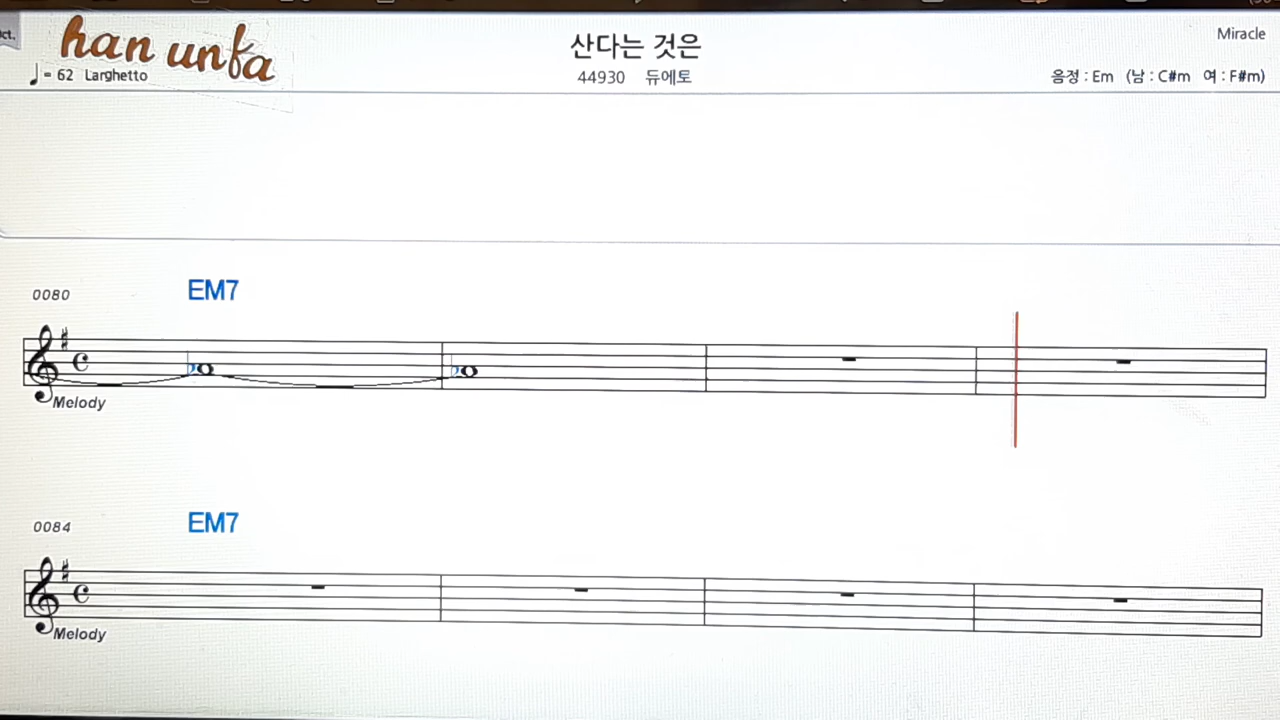 ct.
han unfa
♩= 62 Larghetto
산다는 것은
44930 듀에토
Miracle
음정 : Em (남 : C#m 여 : F#m)
0080
EM7
Melody
0084
EM7
Melody